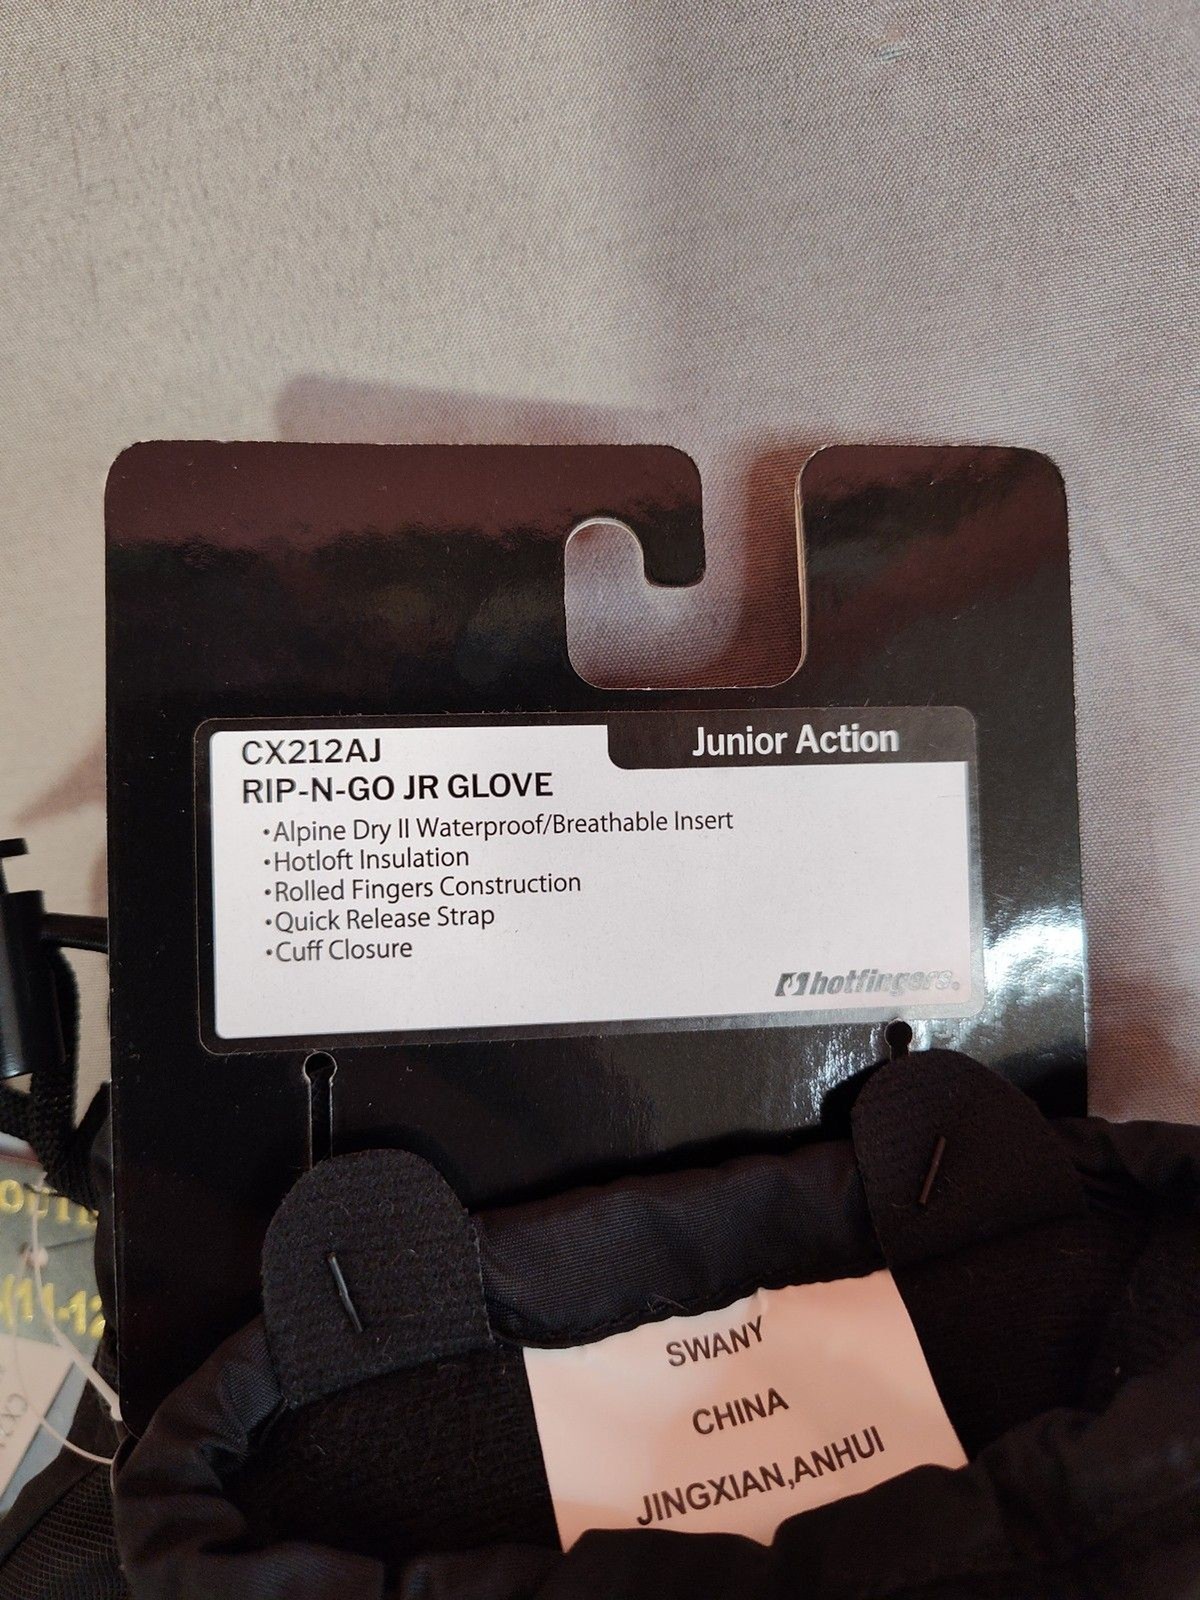 Junior Action
CX212AJ
RIP-N-GO JR GLOVE
•Alpine Dry II Waterproof/Breathable Insert
•Hotloft Insulation
•Rolled Fingers Construction
•Quick Release Strap
•Cuff Closure
hotfingers.
SWANY
CHINA
JINGXIAN,ANHUI